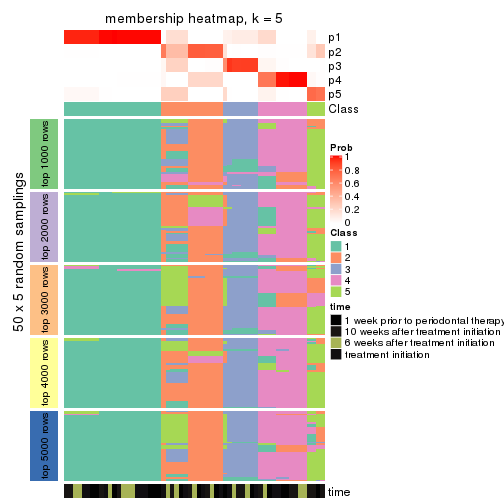 membership heatmap, k = 5
p1
p2
p3
p4
p5
Class
50 x 5 random samplings
top 1000 rows
top 2000 rows
top 3000 rows
top 4000 rows
top 5000 rows
time
Prob
1
0.8
0.6
0.4
0.2
0
Class
1
2
3
4
5
time
1 week prior to periodontal therapy
10 weeks after treatment initiation
6 weeks after treatment initiation
treatment initiation